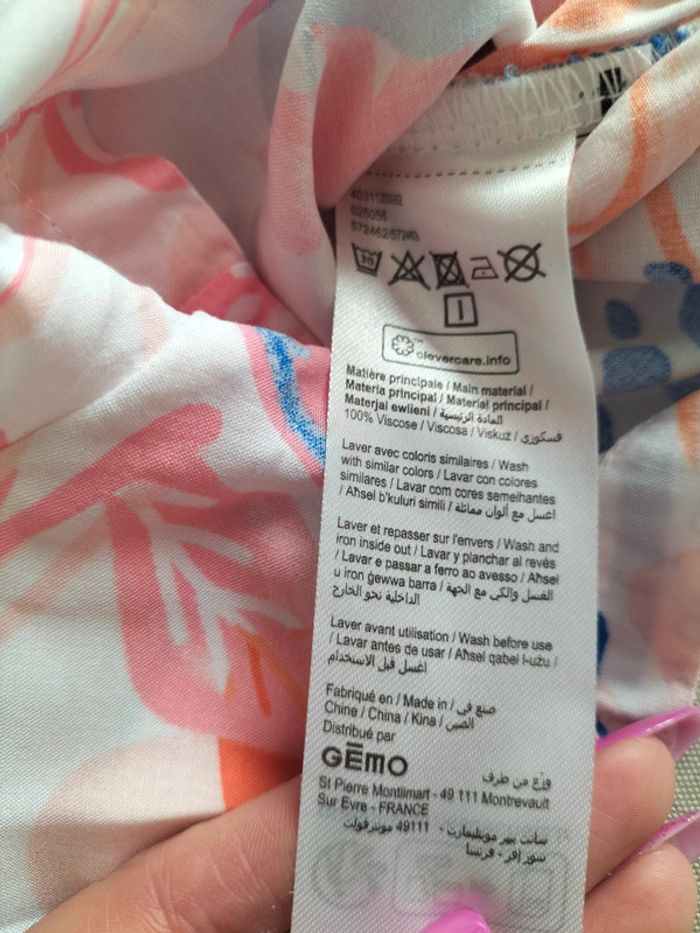 025056
30
clevercare.info
Matière principale / Main material /
Materia principal / Material principal /
Materjal ewlieni / المادة الرئيسية
100% Viscose / Viscosa / Viskuż / فسكوزي
Laver avec coloris similaires / Wash
with similar colors / Lavar con colores
similares / Lavar com cores semelhantes
/ Aħsel b'kuluri simili / اغسل مع ألوان مماثلة
Laver et repasser sur l'envers / Wash and
iron inside out / Lavar y planchar al revés
/ Lavar e passar a ferro ao avesso / Aħsel
u iron ġewwa barra / الغسل والكي مع الجهة
الداخلية نحو الخارج
Laver avant utilisation / Wash before use
/ Lavar antes de usar / Aħsel qabel l-użu /
اغسل قبل الاستخدام
Fabriqué en / Made in / صنع في
Chine / China / Kina / الصين
Distribué par
GĒMO وزّع من طرف
St Pierre Montlimart - 49 111 Montrevault
Sur Evre - FRANCE
سانت بيير مونتليمارت - 49111 مونترفولت
سور إفر - فرنسا